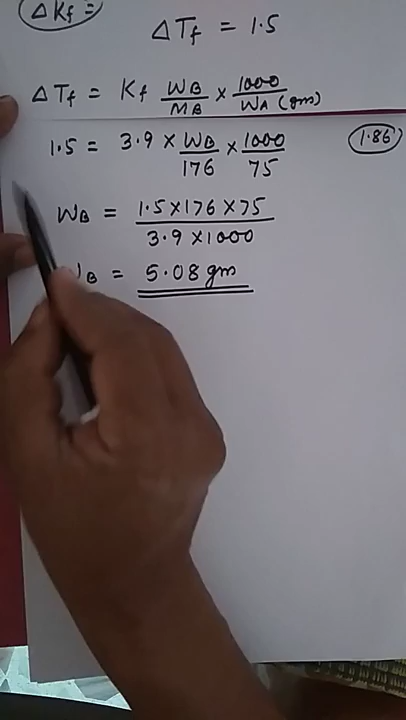 ΔKf =
ΔTf = 1.5
ΔTf = Kf WB/MB × 1000/WA (gm)
1.5 = 3.9 × WB/176 × 1000/75
1.86
WB = 1.5×176×75/3.9×1000
B = 5.08 gm